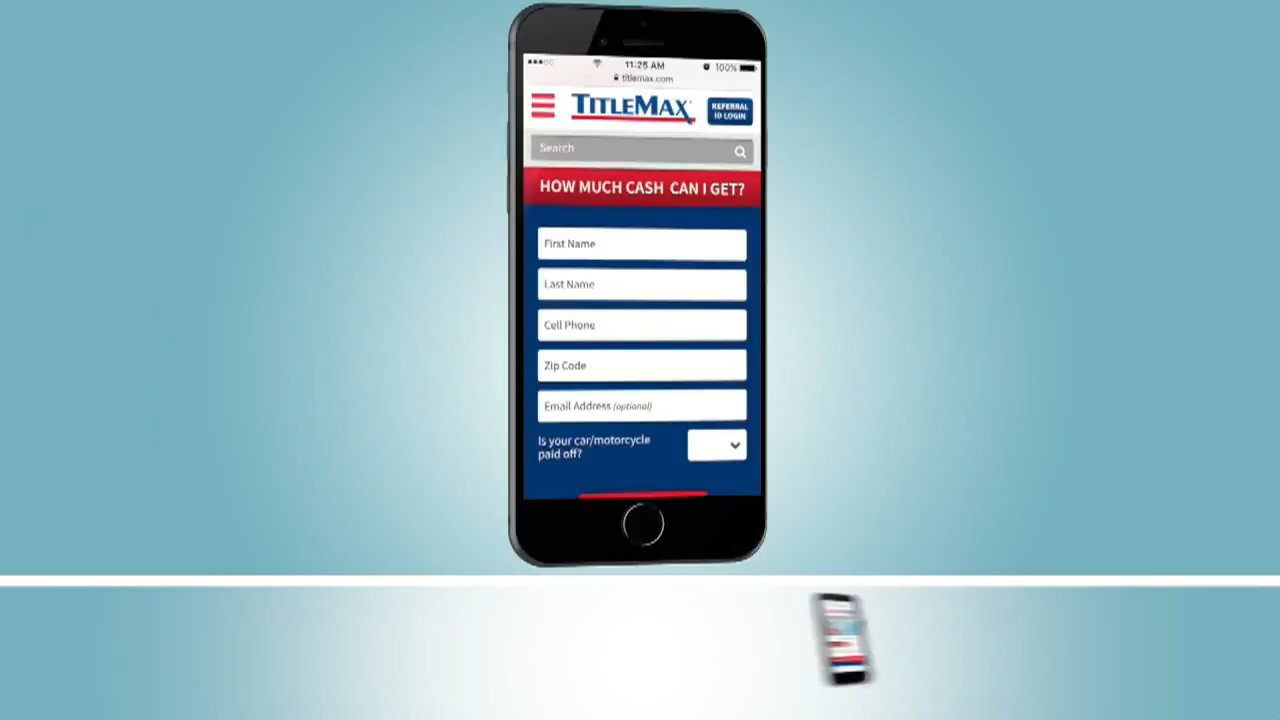 11:25 AM
100%
titlemax.com
TITLEMAX
REFERRAL
ID LOGIN
Search
HOW MUCH CASH CAN I GET?
First Name
Last Name
Cell Phone
Zip Code
Email Address (optional)
Is your car/motorcycle
paid off?